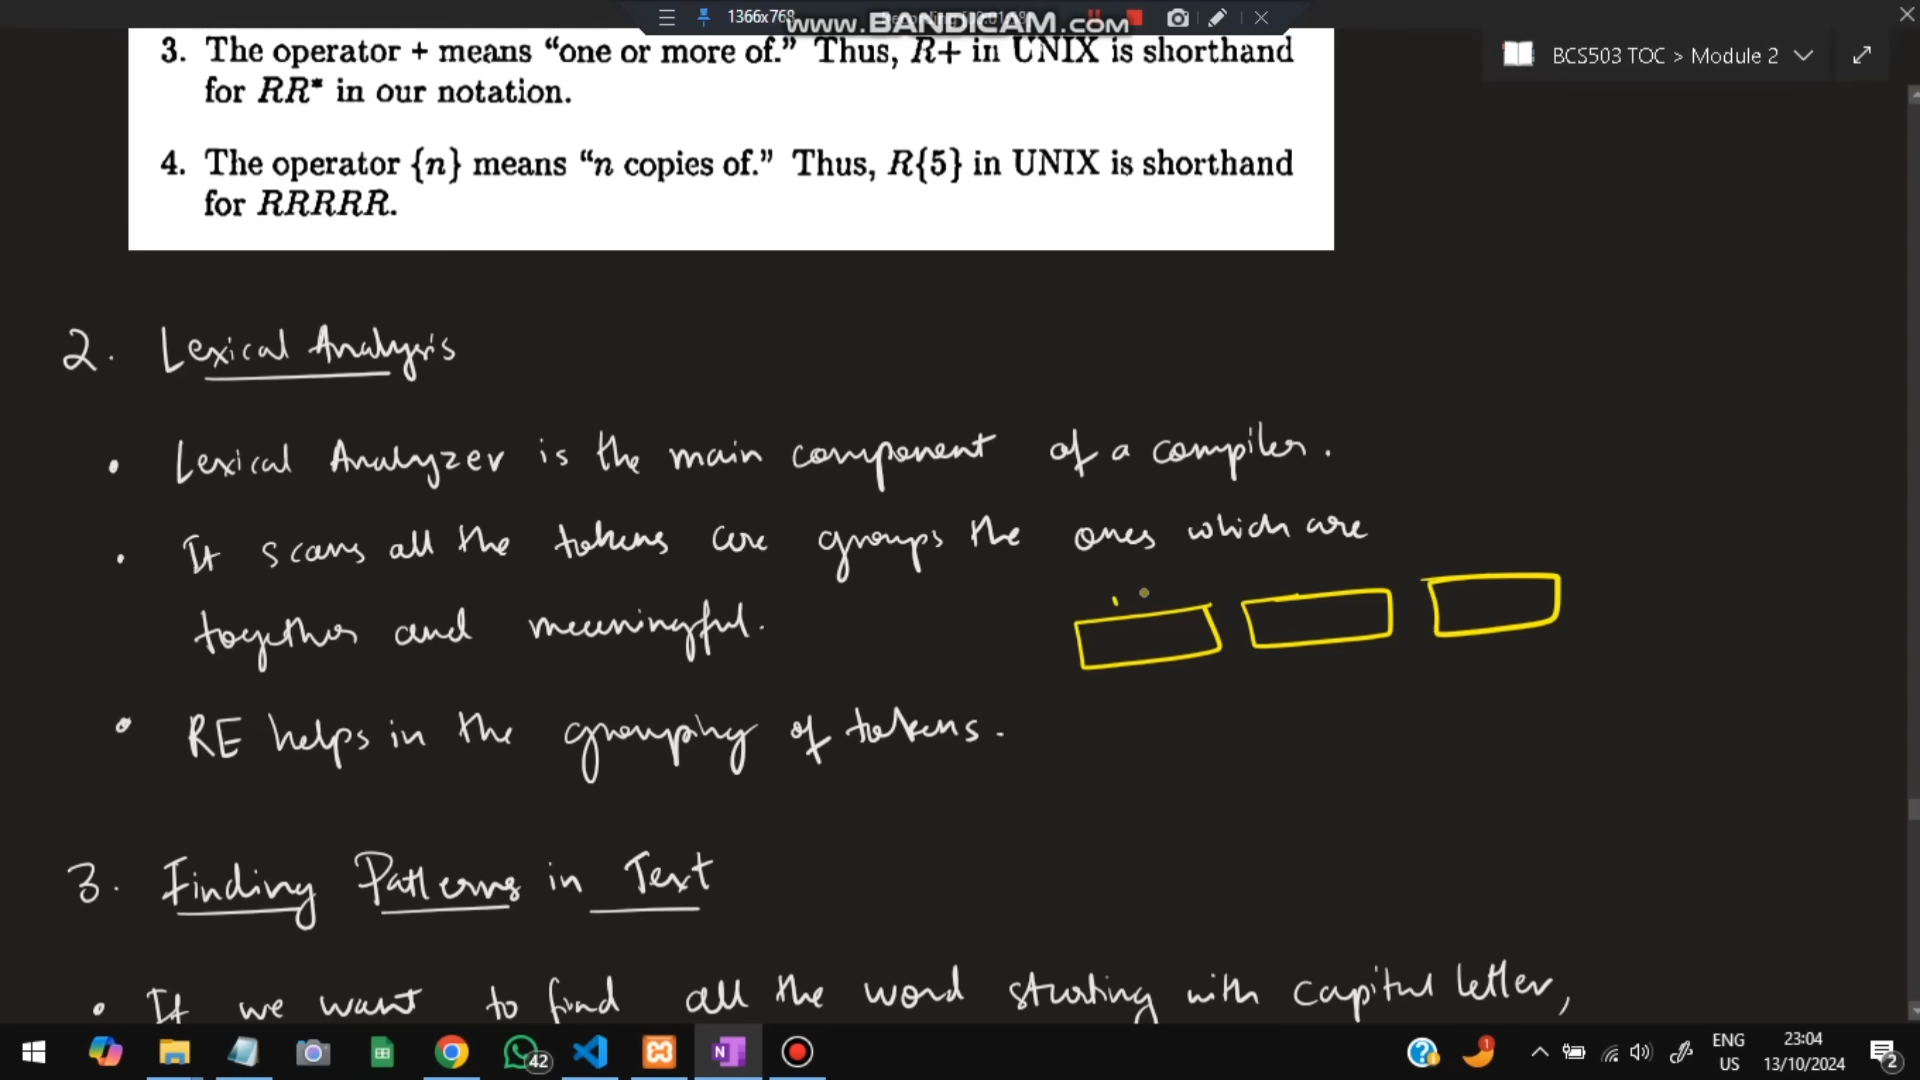 1366x768
www.BANDICAM.com
BCS503 TOC > Module 2
3. The operator + means “one or more of.” Thus, R+ in UNIX is shorthand
for RR* in our notation.
4. The operator {n} means “n copies of.” Thus, R{5} in UNIX is shorthand
for RRRRR.
2. Lexical Analysis
• Lexical Analyzer is the main component of a compiler.
• It scans all the tokens are groups the ones which are
together and meaningful.
• RE helps in the grouping of tokens.
3. Finding Patterns in Text
• If we want to find all the word starting with capital letter,
42
1
ENG
US
23:04
13/10/2024
2